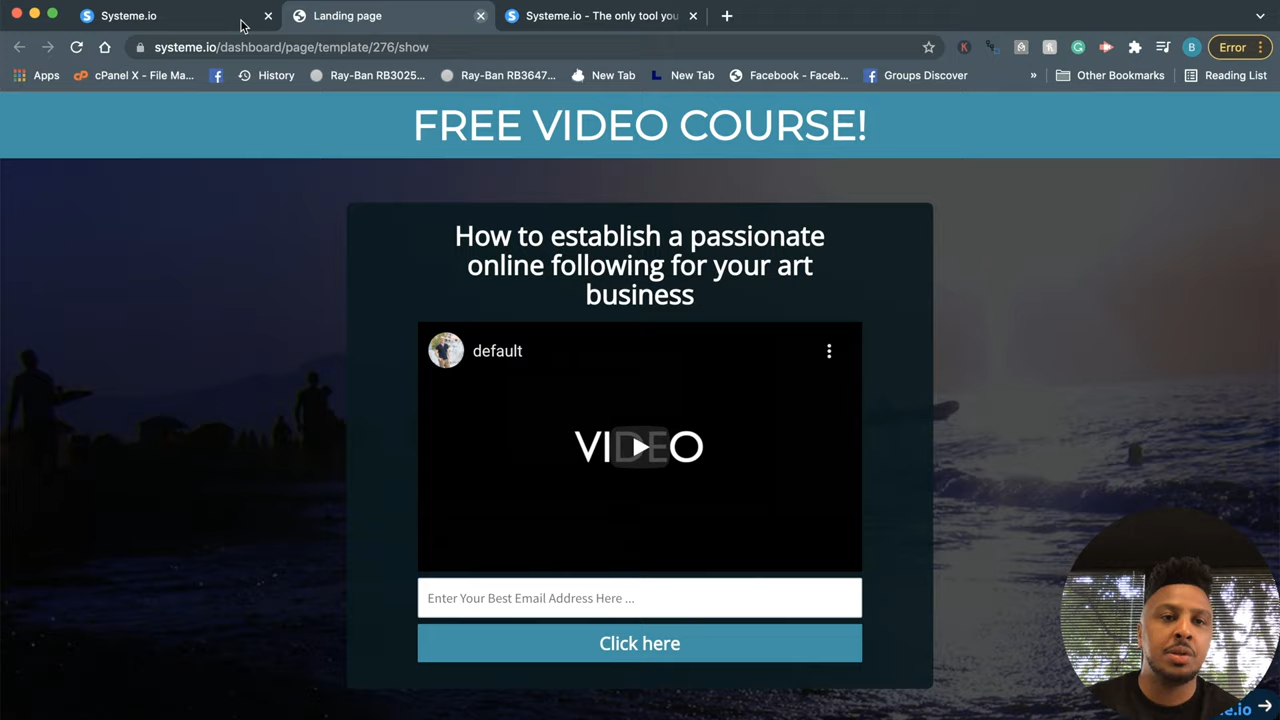 Systeme.io
Landing page
Systeme.io - The only tool you
systeme.io/dashboard/page/template/276/show
B
Error
Apps
cPanel X - File Ma...
History
Ray-Ban RB3025...
Ray-Ban RB3647...
New Tab
New Tab
Facebook - Faceb...
Groups Discover
»
Other Bookmarks
Reading List
FREE VIDEO COURSE!
How to establish a passionate
online following for your art
business
default
VIDEO
Enter Your Best Email Address Here ...
Click here
e.io